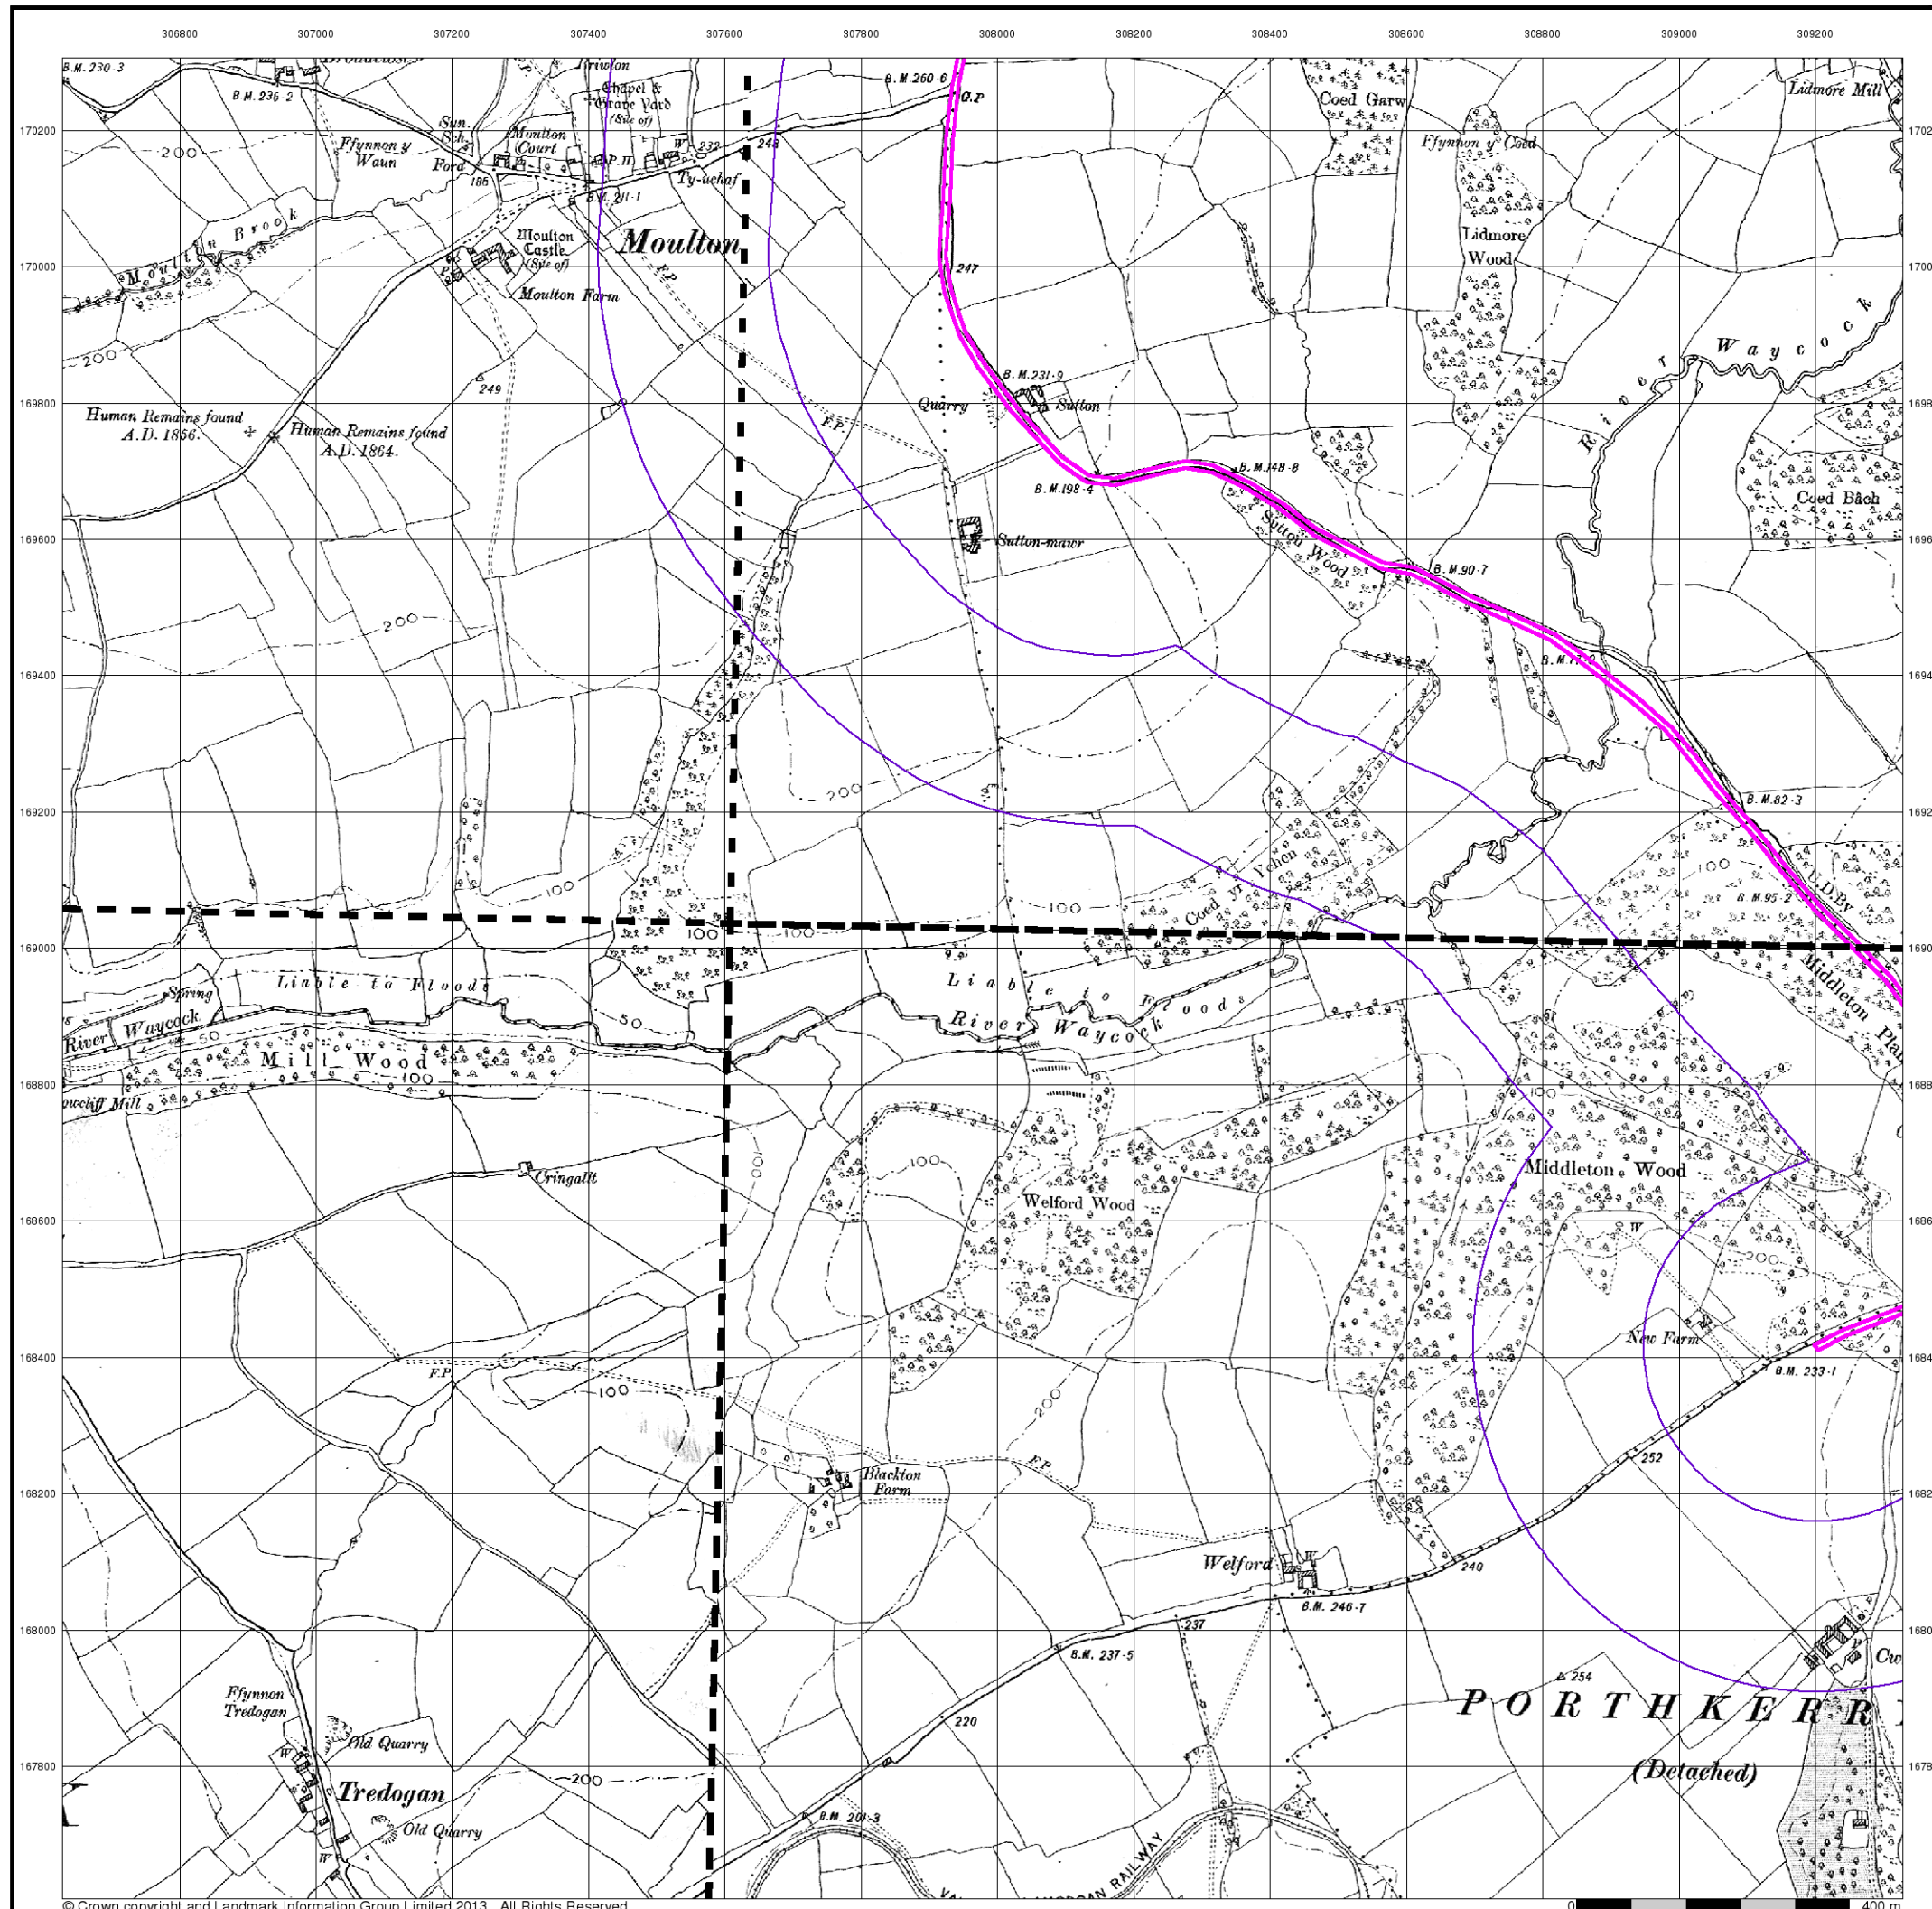 306800 307000 307200 307400 307600 307800 308000 308200 308400 308600 308800 309000 309200
170200
170000
169800
169600
169400
169200
169000
168800
168600
168400
168200
168000
167800
B.M. 230·3
B.M. 236·2
Chapel &
Grave Yard
(Site of)
B.M. 260·6
G.P
Coed Garw
Lidmore Mill
Sun.
Sch.
Moulton
Court
Ffynnon y
Waun
Ford
186
P.H
W
232
248
Ty-uchaf
B.M. 211·1
Ffynnon y Coed
200
Moulton Brook
Moulton
Castle
(Site of)
Moulton
Moulton Farm
P
F.P.
247
Lidmore
Wood
River Waycock
200
249
Human Remains found
A.D. 1856.
Human Remains found
A.D. 1864.
F.P.
Quarry
B.M. 231·9
Sutton
B.M. 198·4
B.M. 148·8
Coed Bâch
Sutton-mawr
Sutton Wood
B.M. 90·7
200
200
B.M. 82·3
100
Coed yr Ychen
100
100
100
100
U.D.By
B.M. 95·2
Middleton
Liable to Floods
Spring
River Waycock
50
50
Liable to Floods
River Waycock
Mill Wood
100
100
Cringallt
100
Welford Wood
Middleton Wood
W
200
New Farm
B.M. 233·1
F.P.
100
200
F.P.
Blackton
Farm
252
Welford
W
240
B.M. 246·7
237
B.M. 237·5
254
PORTHKERR
(Detached)
Ffynnon
Tredogan
Old Quarry
W
220
200
Tredogan
Old Quarry
W
B.M. 201·3
RAILWAY
© Crown copyright and Landmark Information Group Limited 2013. All Rights Reserved.
0 400 m